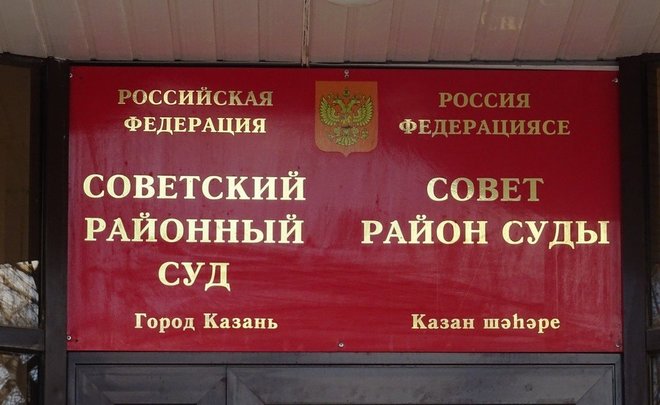 РОССИЙСКАЯ
ФЕДЕРАЦИЯ
СОВЕТСКИЙ
РАЙОННЫЙ
СУД
Город Казань
РОССИЯ
ФЕДЕРАЦИЯСЕ
СОВЕТ
РАЙОН СУДЫ
Казан шәһәре